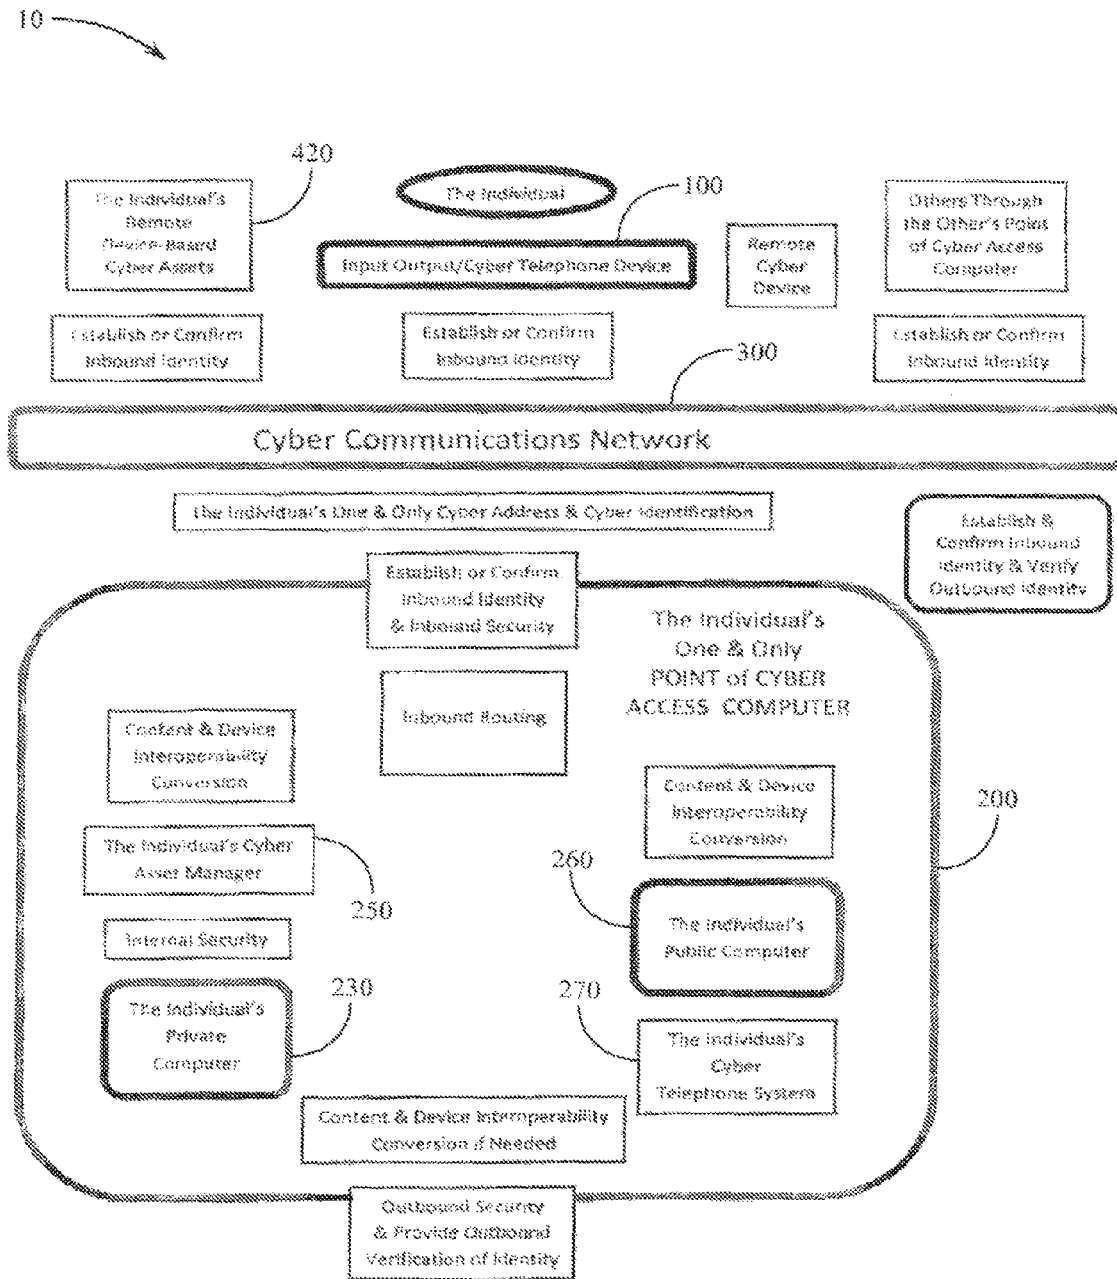 10
420
The Individual's
Remote
Device-Based
Cyber Assets
The Individual
100
Input Output/Cyber Telephone Device
Remote
Cyber
Device
Others Through
the Other's Point
of Cyber Access
Computer
Establish or Confirm
Inbound Identity
Establish or Confirm
Inbound Identity
300
Establish or Confirm
Inbound Identity
Cyber Communications Network
The Individual's One & Only Cyber Address & Cyber Identification
Establish &
Confirm Inbound
Identity & Verify
Outbound Identity
Establish or Confirm
Inbound Identity
& Inbound Security
The Individual's
One & Only
POINT of CYBER
ACCESS COMPUTER
Inbound Routing
Content & Device
Interoperability
Conversion
Content & Device
Interoperability
Conversion
200
The Individual's Cyber
Asset Manager
250
260
The Individual's
Public Computer
Internal Security
230
The Individual's
Private
Computer
270
The Individual's
Cyber
Telephone System
Content & Device Interoperability
Conversion if Needed
Outbound Security
& Provide Outbound
Verification of Identity